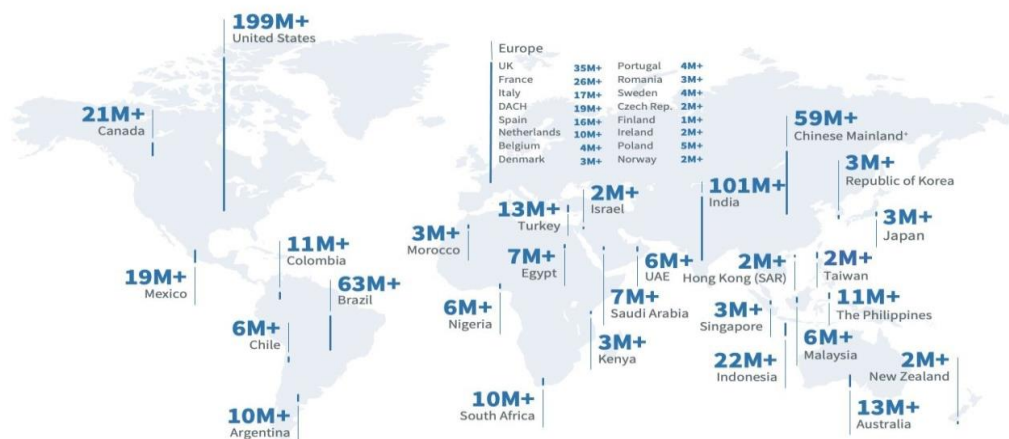 199M+
United States
21M+
Canada
19M+
Mexico
11M+
Colombia
63M+
Brazil
6M+
Chile
10M+
Argentina
Europe
UK 35M+ Portugal 4M+
France 26M+ Romania 3M+
Italy 17M+ Sweden 4M+
DACH 19M+ Czech Rep. 2M+
Spain 16M+ Finland 1M+
Netherlands 10M+ Ireland 2M+
Belgium 4M+ Poland 5M+
Denmark 3M+ Norway 2M+
2M+
Israel
13M+
Turkey
3M+
Morocco
7M+
Egypt
6M+
UAE
7M+
Saudi Arabia
6M+
Nigeria
3M+
Kenya
10M+
South Africa
59M+
Chinese Mainland*
101M+
India
3M+
Republic of Korea
3M+
Japan
2M+
Hong Kong (SAR)
2M+
Taiwan
11M+
The Philippines
3M+
Singapore
6M+
Malaysia
22M+
Indonesia
2M+
New Zealand
13M+
Australia